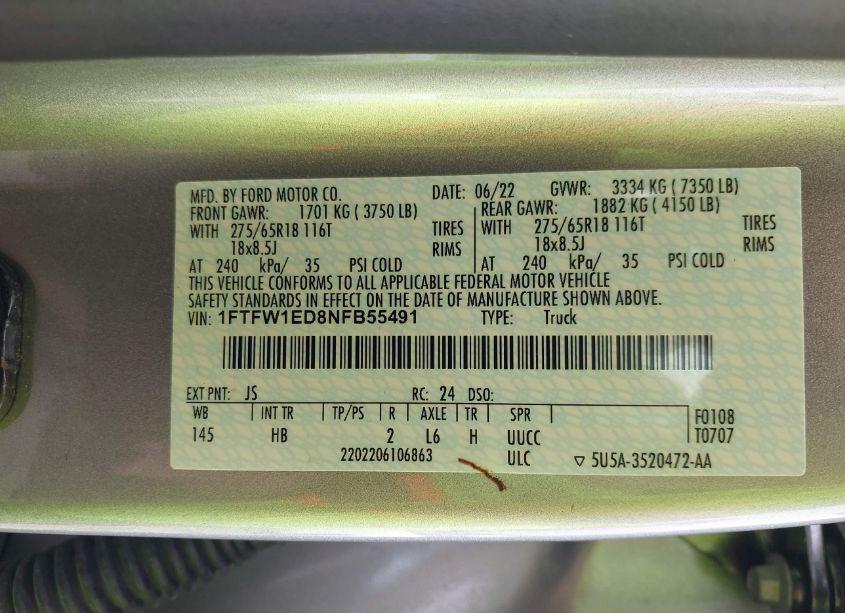 MFD. BY FORD MOTOR CO. DATE: 06/22 GVWR: 3334 KG ( 7350 LB)
FRONT GAWR: 1701 KG ( 3750 LB) REAR GAWR: 1882 KG ( 4150 LB)
WITH 275/65R18 116T TIRES WITH 275/65R18 116T TIRES
18x8.5J RIMS 18x8.5J RIMS
AT 240 kPa/ 35 PSI COLD AT 240 kPa/ 35 PSI COLD
THIS VEHICLE CONFORMS TO ALL APPLICABLE FEDERAL MOTOR VEHICLE
SAFETY STANDARDS IN EFFECT ON THE DATE OF MANUFACTURE SHOWN ABOVE.
VIN: 1FTFW1ED8NFB55491 TYPE: Truck
EXT PNT: JS RC: 24 DSO:
WB INT TR TP/PS R AXLE TR SPR F0108
145 HB 2 L6 H UUCC T0707
2202206106863 ULC ▽ 5U5A-3520472-AA